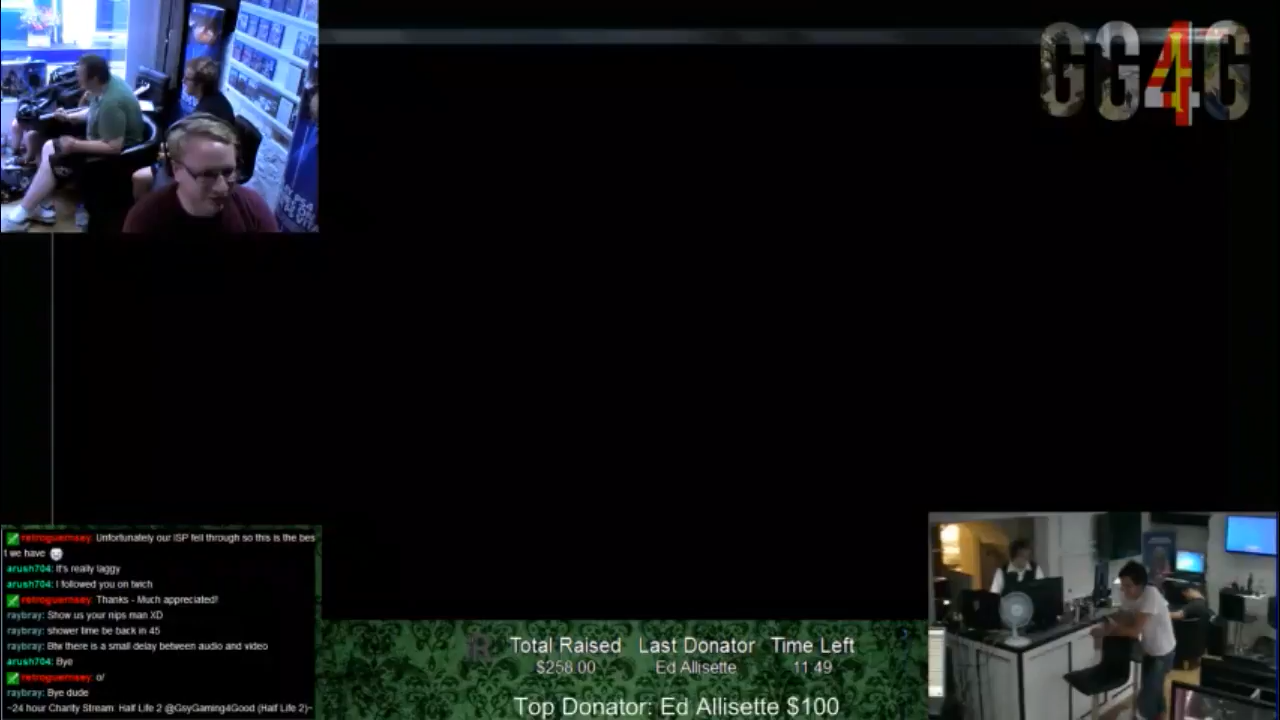 GG4G
retroguernsey: Unfortunately our ISP fell through so this is the bes
t we have
arush704: It's really laggy
arush704: I followed you on twich
retroguernsey: Thanks - Much appreciated!
raybray: Show us your nips man XD
raybray: shower time be back in 45
raybray: Btw there is a small delay between audio and video
arush704: Bye
retroguernsey: o/
raybray: Bye dude
~24 hour Charity Stream Half Life 2 @GsyGaming4Good (Half Life 2)~
Total Raised Last Donator Time Left
$258.00 Ed Allisette 11:49
Top Donator: Ed Allisette $100